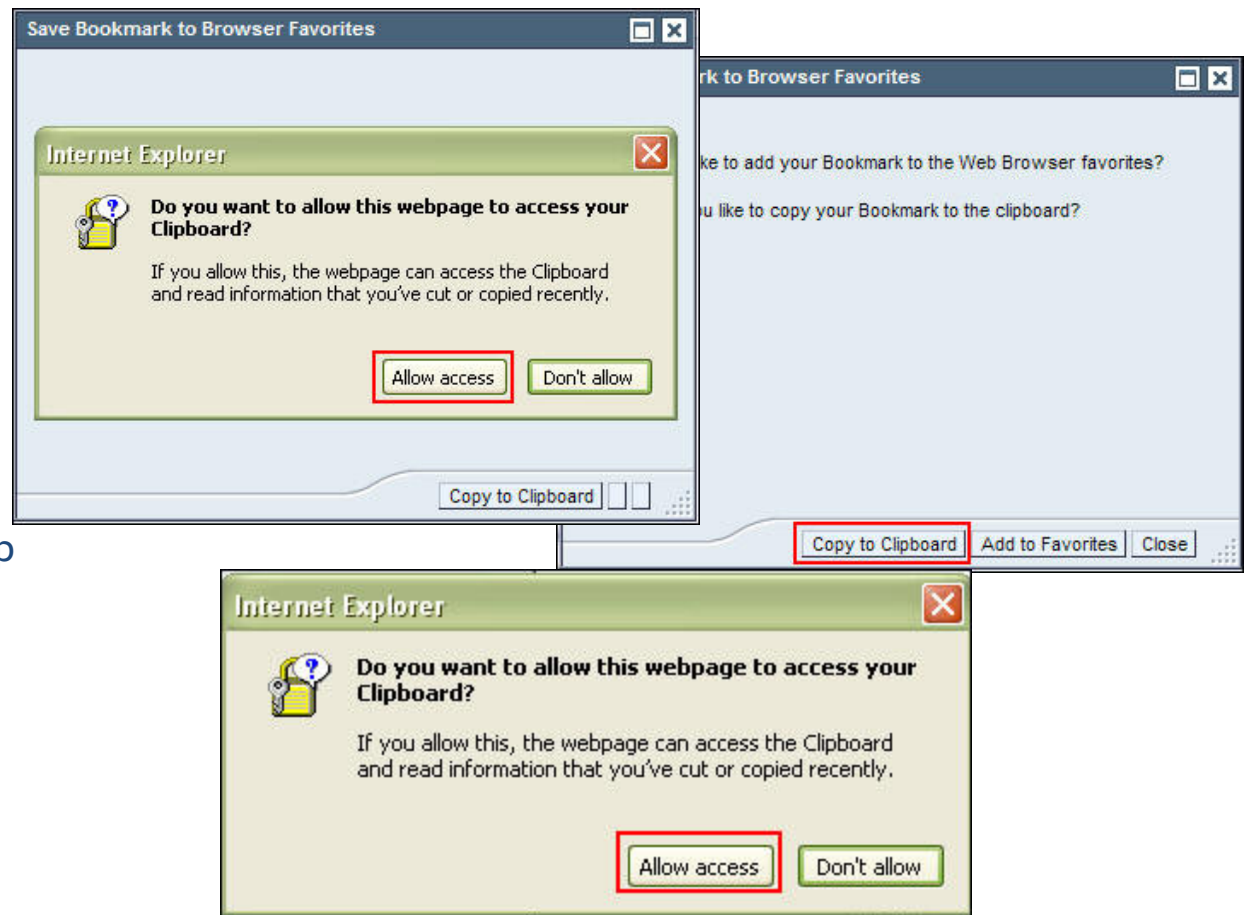 Save Bookmark to Browser Favorites
Internet Explorer
Do you want to allow this webpage to access your
Clipboard?
If you allow this, the webpage can access the Clipboard
and read information that you've cut or copied recently.
Allow access Don't allow
Copy to Clipboard
rk to Browser Favorites
ke to add your Bookmark to the Web Browser favorites?
u like to copy your Bookmark to the clipboard?
Copy to Clipboard Add to Favorites Close
Internet Explorer
Do you want to allow this webpage to access your
Clipboard?
If you allow this, the webpage can access the Clipboard
and read information that you've cut or copied recently.
Allow access Don't allow